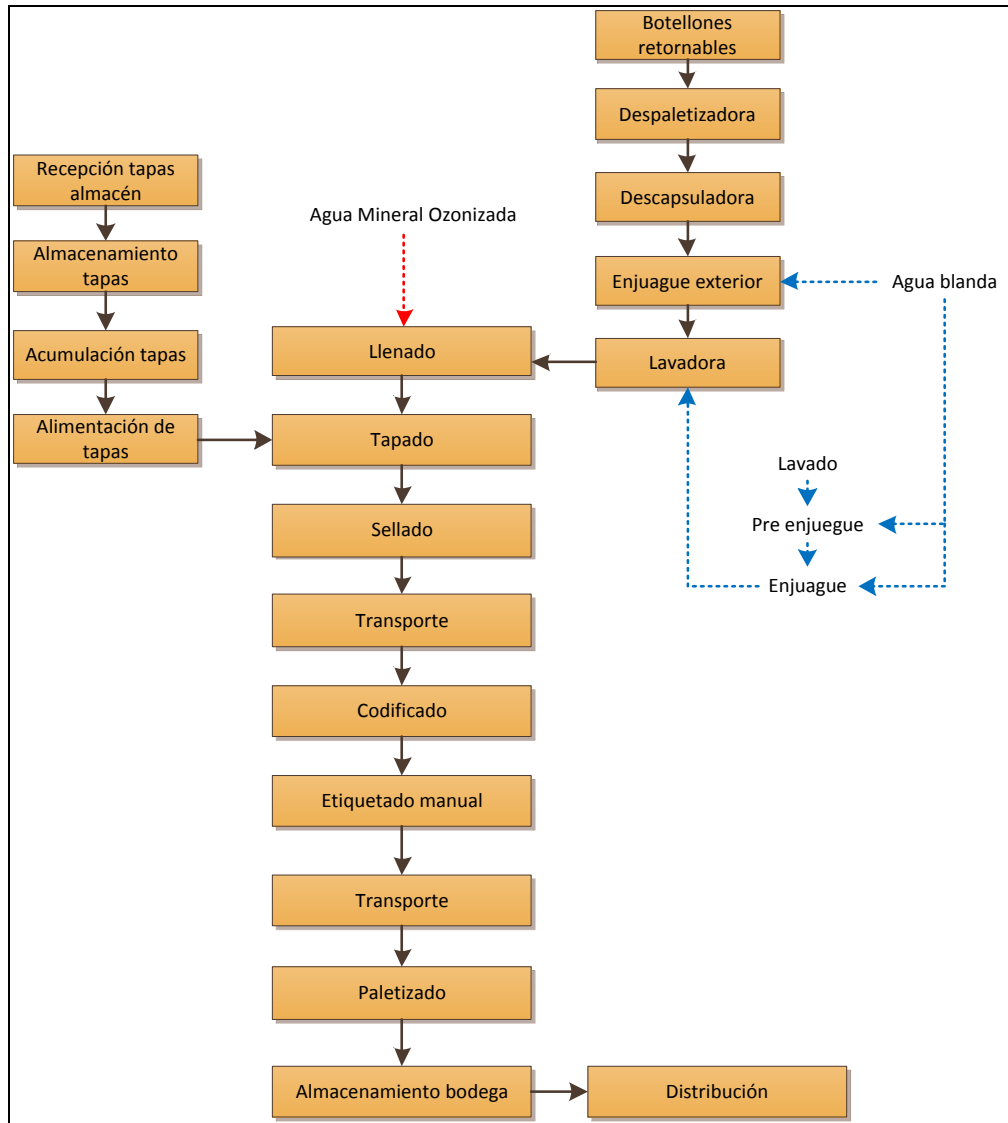 Botellones
retornables
Despaletizadora
Recepción tapas
almacén
Descapsuladora
Agua Mineral Ozonizada
Almacenamiento
tapas
Enjuague exterior
Agua blanda
Acumulación tapas
Llenado
Lavadora
Alimentación de
tapas
Tapado
Lavado
Sellado
Pre enjuegue
Enjuague
Transporte
Codificado
Etiquetado manual
Transporte
Paletizado
Almacenamiento bodega
Distribución